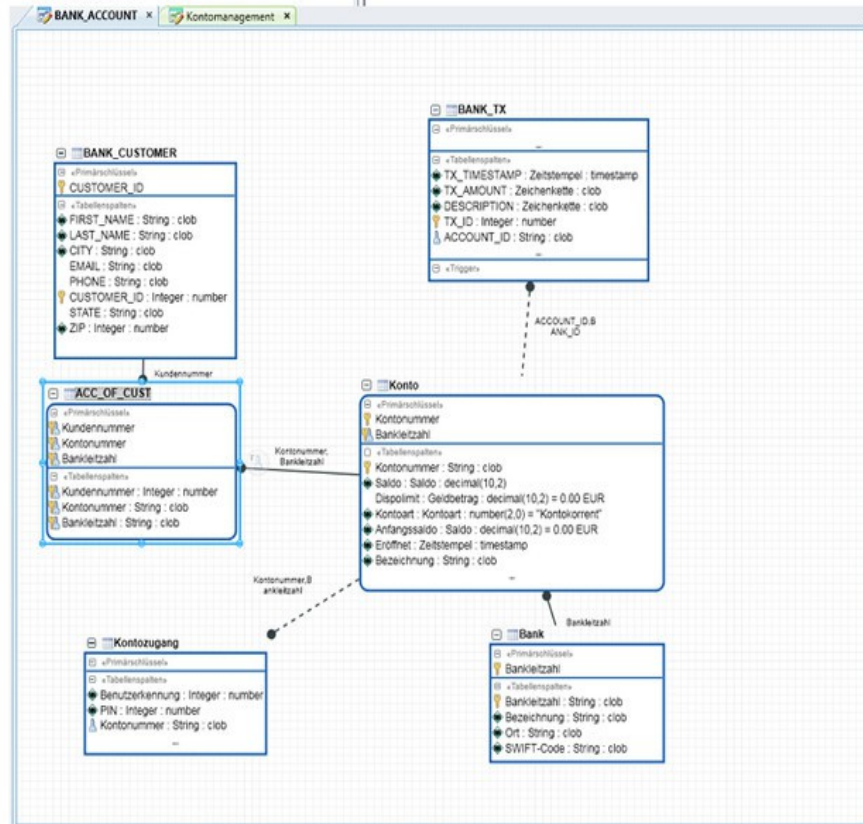 BANK_ACCOUNT × Kontomanagement ×
BANK_TX
«Primärschlüssel»
...
«Tabellenspalten»
TX_TIMESTAMP : Zeitstempel : timestamp
TX_AMOUNT : Zeichenkette : clob
DESCRIPTION : Zeichenkette : clob
TX_ID : Integer : number
ACCOUNT_ID : String : clob
...
«Trigger»
BANK_CUSTOMER
«Primärschlüssel»
CUSTOMER_ID
«Tabellenspalten»
FIRST_NAME : String : clob
LAST_NAME : String : clob
CITY : String : clob
EMAIL : String : clob
PHONE : String : clob
CUSTOMER_ID : Integer : number
STATE : String : clob
ZIP : Integer : number
ACCOUNT_ID,B
ANK_ID
Kundennummer
ACC_OF_CUST
«Primärschlüssel»
Kundennummer
Kontonummer
Bankleitzahl
«Tabellenspalten»
Kundennummer : Integer : number
Kontonummer : String : clob
Bankleitzahl : String : clob
Kontonummer,
Bankleitzahl
Konto
«Primärschlüssel»
Kontonummer
Bankleitzahl
«Tabellenspalten»
Kontonummer : String : clob
Saldo : Saldo : decimal(10,2)
Dispolimit : Geldbetrag : decimal(10,2) = 0.00 EUR
Kontoart : Kontoart : number(2,0) = "Kontokorrent"
Anfangssaldo : Saldo : decimal(10,2) = 0.00 EUR
Eröffnet : Zeitstempel : timestamp
Bezeichnung : String : clob
...
Kontonummer,B
ankleitzahl
Bankleitzahl
Kontozugang
«Primärschlüssel»
«Tabellenspalten»
Benutzerkennung : Integer : number
PIN : Integer : number
Kontonummer : String : clob
...
Bank
«Primärschlüssel»
Bankleitzahl
«Tabellenspalten»
Bankleitzahl : String : clob
Bezeichnung : String : clob
Ort : String : clob
SWIFT-Code : String : clob